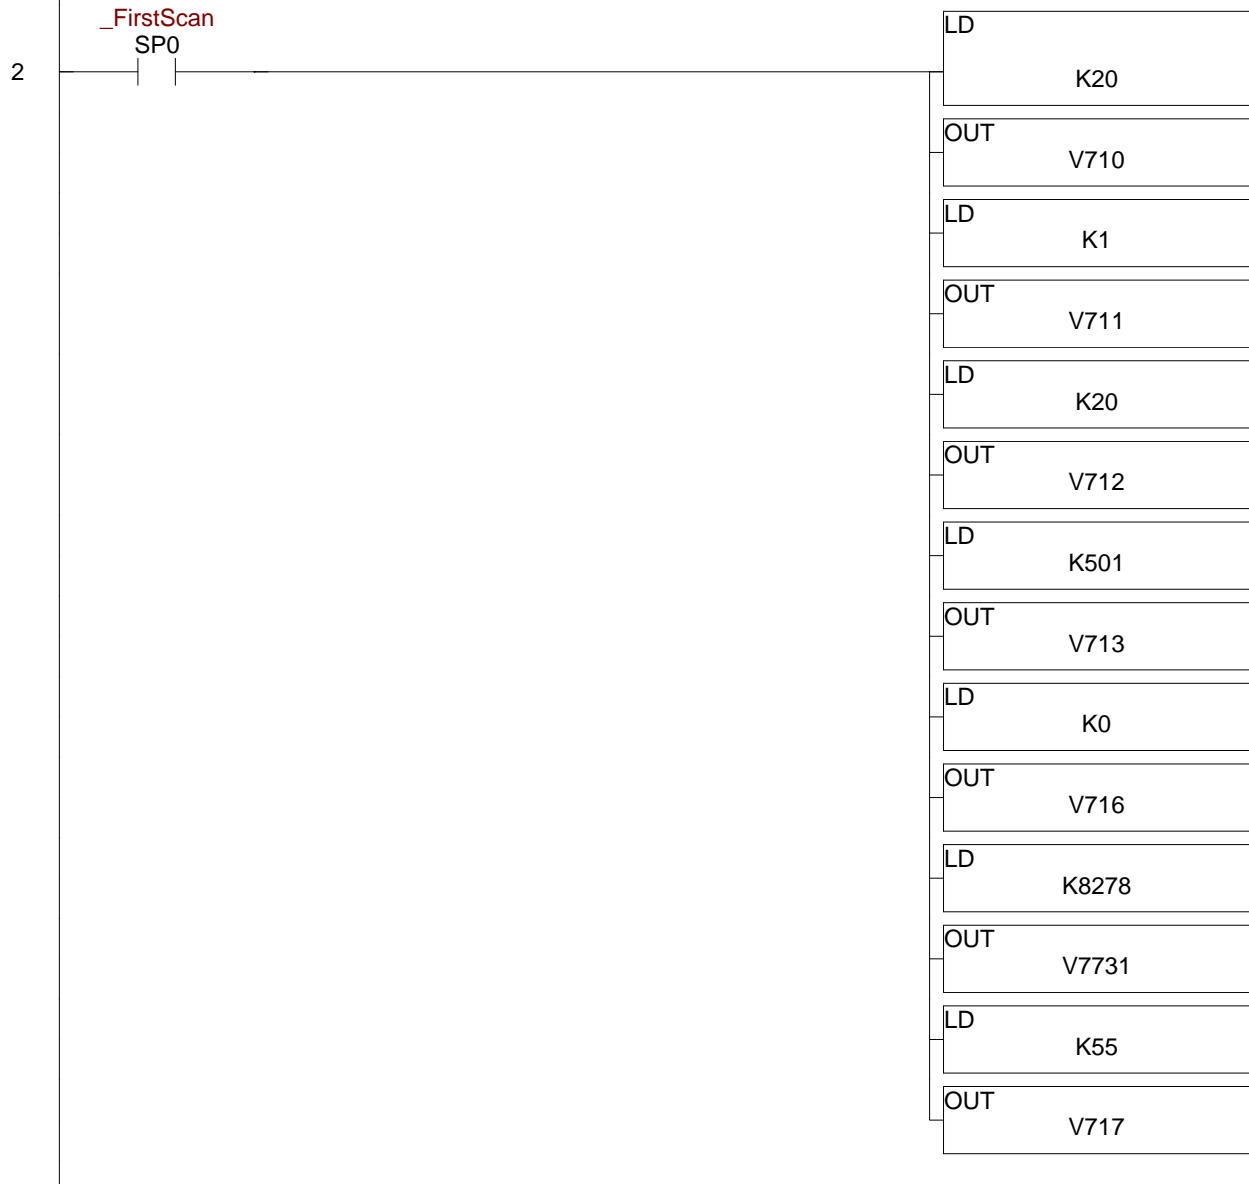 _FirstScan
SP0
2
LD
K20
OUT
V710
LD
K1
OUT
V711
LD
K20
OUT
V712
LD
K501
OUT
V713
LD
K0
OUT
V716
LD
K8278
OUT
V7731
LD
K55
OUT
V717